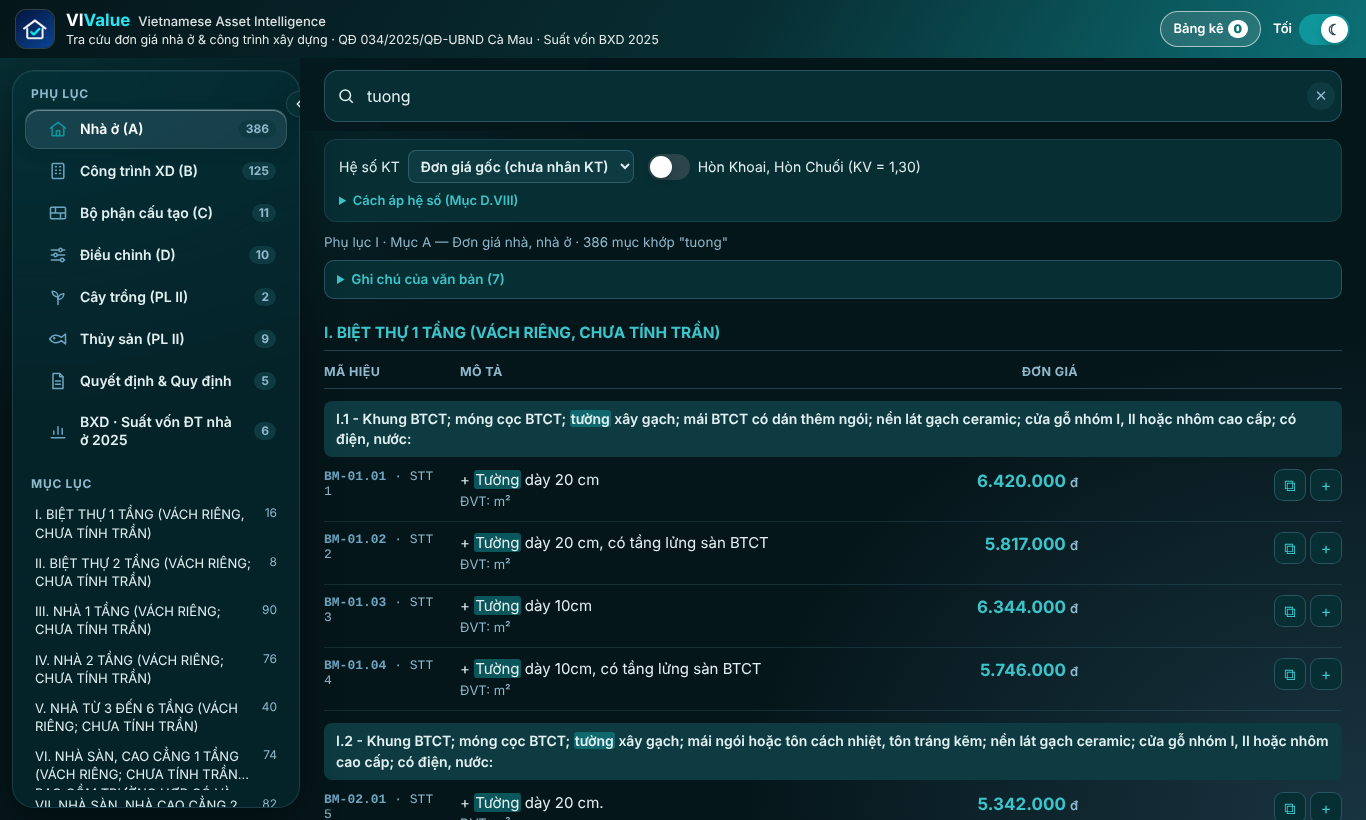 VIValue Vietnamese Asset Intelligence
Tra cứu đơn giá nhà ở & công trình xây dựng · QĐ 034/2025/QĐ-UBND Cà Mau · Suất vốn BXD 2025
Bảng kê 0 Tối
PHỤ LỤC
Nhà ở (A) 386
Công trình XD (B) 125
Bộ phận cấu tạo (C) 11
Điều chỉnh (D) 10
Cây trồng (PL II) 2
Thủy sản (PL II) 9
Quyết định & Quy định 5
BXD · Suất vốn ĐT nhà
ở 2025 6
MỤC LỤC
I. BIỆT THỰ 1 TẦNG (VÁCH RIÊNG, 16
CHƯA TÍNH TRẦN)
II. BIỆT THỰ 2 TẦNG (VÁCH RIÊNG; 8
CHƯA TÍNH TRẦN)
III. NHÀ 1 TẦNG (VÁCH RIÊNG; 90
CHƯA TÍNH TRẦN)
IV. NHÀ 2 TẦNG (VÁCH RIÊNG; 76
CHƯA TÍNH TRẦN)
V. NHÀ TỪ 3 ĐẾN 6 TẦNG (VÁCH 40
RIÊNG; CHƯA TÍNH TRẦN)
VI. NHÀ SÀN, CAO CẲNG 1 TẦNG 74
(VÁCH RIÊNG; CHƯA TÍNH TRẦN...
VII. NHÀ SÀN, NHÀ CAO CẲNG 2 82
tuong
Hệ số KT Đơn giá gốc (chưa nhân KT) Hòn Khoai, Hòn Chuối (KV = 1,30)
Cách áp hệ số (Mục D.VIII)
Phụ lục I · Mục A — Đơn giá nhà, nhà ở · 386 mục khớp "tuong"
Ghi chú của văn bản (7)
I. BIỆT THỰ 1 TẦNG (VÁCH RIÊNG, CHƯA TÍNH TRẦN)
MÃ HIỆU MÔ TẢ ĐƠN GIÁ
I.1 - Khung BTCT; móng cọc BTCT; tường xây gạch; mái BTCT có dán thêm ngói; nền lát gạch ceramic; cửa gỗ nhóm I, II hoặc nhôm cao cấp; có
điện, nước:
BM-01.01 · STT + Tường dày 20 cm 6.420.000 đ
1 ĐVT: m²
BM-01.02 · STT + Tường dày 20 cm, có tầng lửng sàn BTCT 5.817.000 đ
2 ĐVT: m²
BM-01.03 · STT + Tường dày 10cm 6.344.000 đ
3 ĐVT: m²
BM-01.04 · STT + Tường dày 10cm, có tầng lửng sàn BTCT 5.746.000 đ
4 ĐVT: m²
I.2 - Khung BTCT; móng cọc BTCT; tường xây gạch; mái ngói hoặc tôn cách nhiệt, tôn tráng kẽm; nền lát gạch ceramic; cửa gỗ nhóm I, II hoặc nhôm
cao cấp; có điện, nước:
BM-02.01 · STT + Tường dày 20 cm. 5.342.000 đ
5